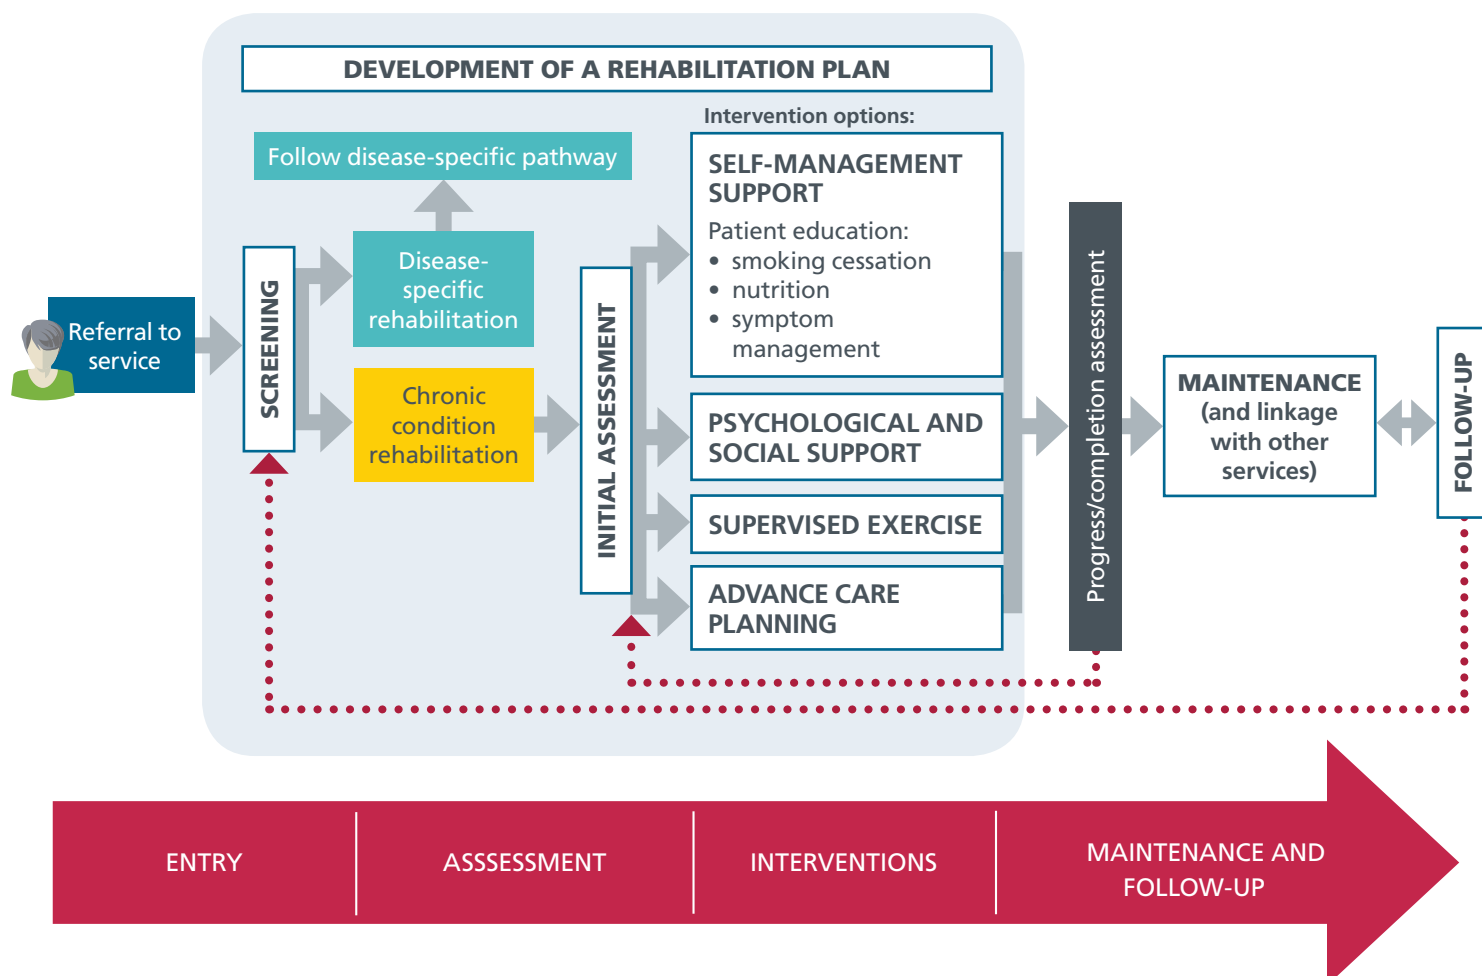 DEVELOPMENT OF A REHABILITATION PLAN
Intervention options:
Follow disease-specific pathway
Disease-
specific
rehabilitation
Referral to
service
SCREENING
Chronic
condition
rehabilitation
INITIAL ASSESSMENT
SELF-MANAGEMENT
SUPPORT
Patient education:
• smoking cessation
• nutrition
• symptom
management
PSYCHOLOGICAL AND
SOCIAL SUPPORT
SUPERVISED EXERCISE
ADVANCE CARE
PLANNING
Progress/completion assessment
MAINTENANCE
(and linkage
with other
services)
FOLLOW-UP
ENTRY
ASSSESSMENT
INTERVENTIONS
MAINTENANCE AND
FOLLOW-UP